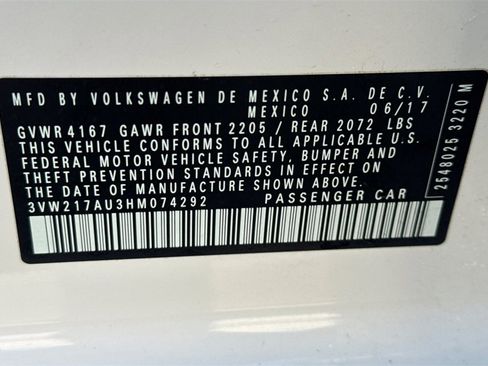 MFD BY VOLKSWAGEN DE MEXICO S.A. DE C.V.
MEXICO 06/17
GVWR 4167 GAWR FRONT 2205 / REAR 2072 LBS
THIS VEHICLE CONFORMS TO ALL APPLICABLE U.S.
FEDERAL MOTOR VEHICLE SAFETY, BUMPER AND
THEFT PREVENTION STANDARDS IN EFFECT ON
THE DATE OF MANUFACTURE SHOWN ABOVE.
3VW217AU3HM074292 PASSENGER CAR
2548025 3220 M